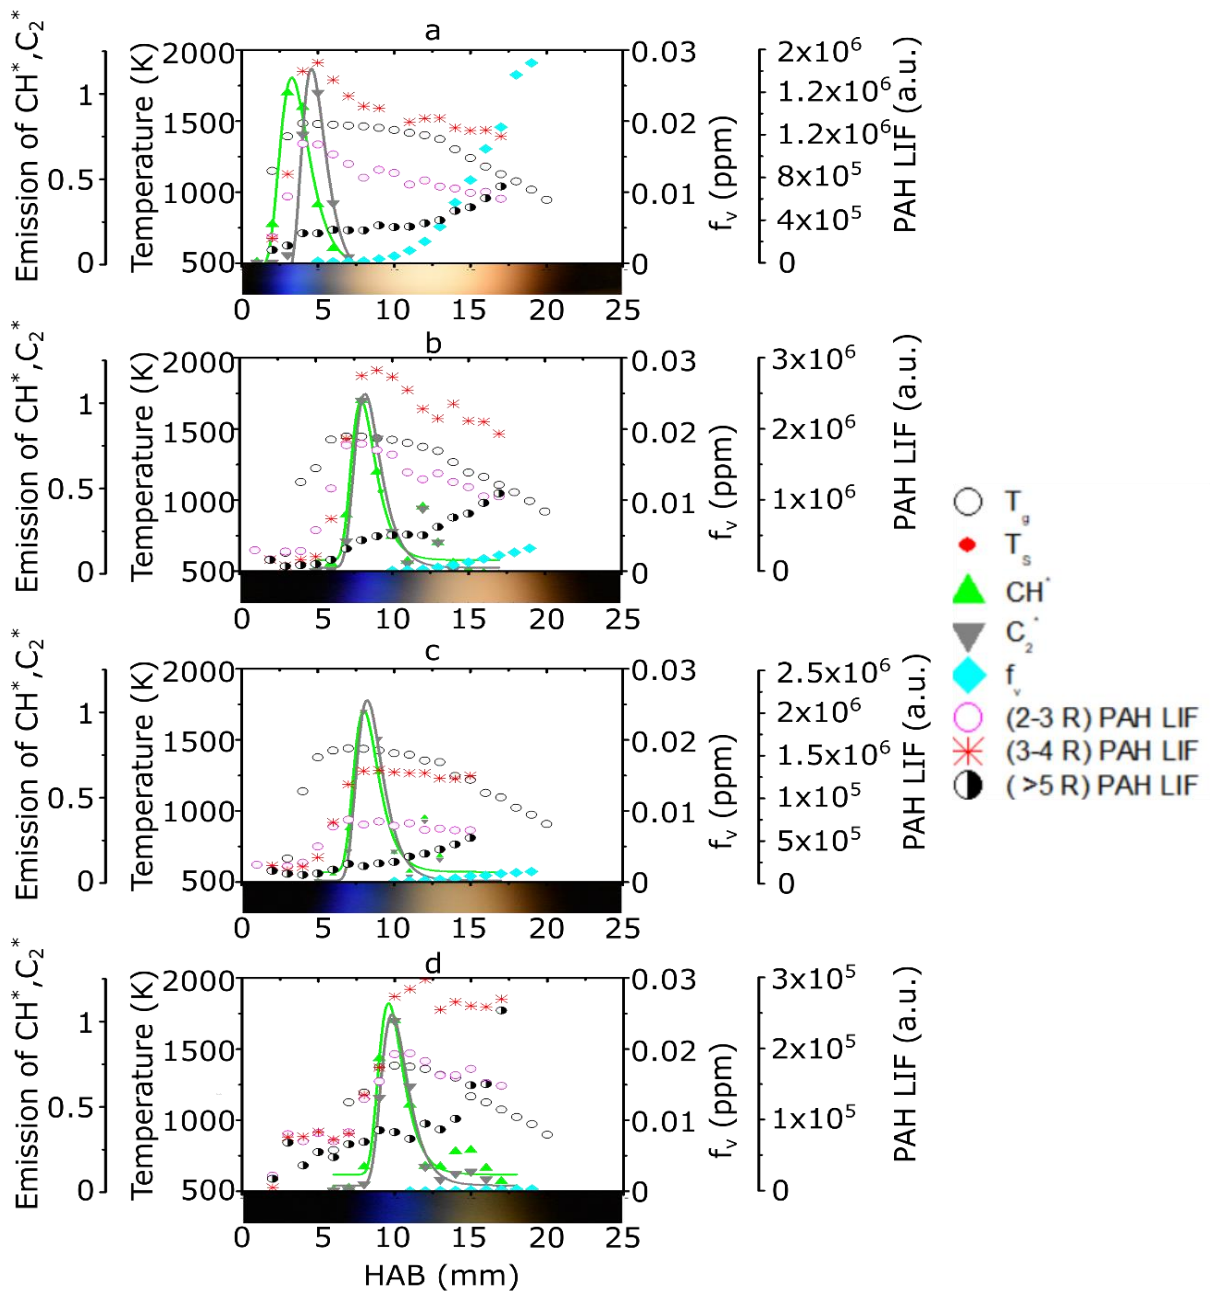 a
Emission of CH*,C2*
1
0.5
0
Temperature (K)
2000
1500
1000
500
0.03
0.02
0.01
0
fv (ppm)
2x10^6
1.2x10^6
1.2x10^6
8x10^5
4x10^5
0
PAH LIF (a.u.)
0 5 10 15 20 25
b
Emission of CH*,C2*
1
0.5
0
Temperature (K)
2000
1500
1000
500
0.03
0.02
0.01
0
fv (ppm)
3x10^6
2x10^6
1x10^6
0
PAH LIF (a.u.)
0 5 10 15 20 25
c
Emission of CH*,C2*
1
0.5
0
Temperature (K)
2000
1500
1000
500
0.03
0.02
0.01
0
fv (ppm)
2.5x10^6
2x10^6
1.5x10^6
1x10^5
5x10^5
0
PAH LIF (a.u.)
0 5 10 15 20 25
d
Emission of CH*,C2*
1
0.5
0
Temperature (K)
2000
1500
1000
500
0.03
0.02
0.01
0
fv (ppm)
3x10^5
2x10^5
1x10^5
0
PAH LIF (a.u.)
0 5 10 15 20 25
HAB (mm)
Tg
Ts
CH*
C2*
fv
(2-3 R) PAH LIF
(3-4 R) PAH LIF
( >5 R) PAH LIF